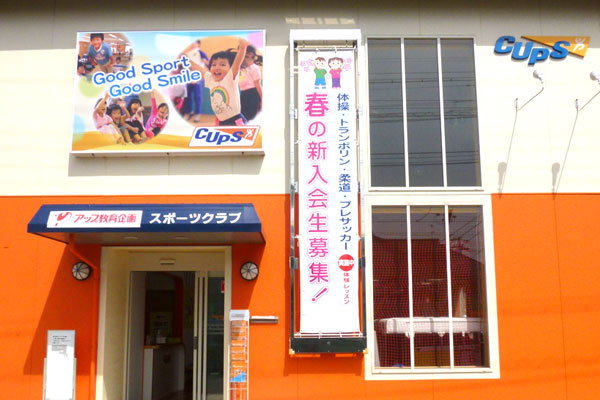 Good Sport
Good Smile
CUPS
CUPS
体操・トランポリン・柔道・プレサッカー
春の新入会生募集！
体験レッスン
アップ教育企画 スポーツクラブ